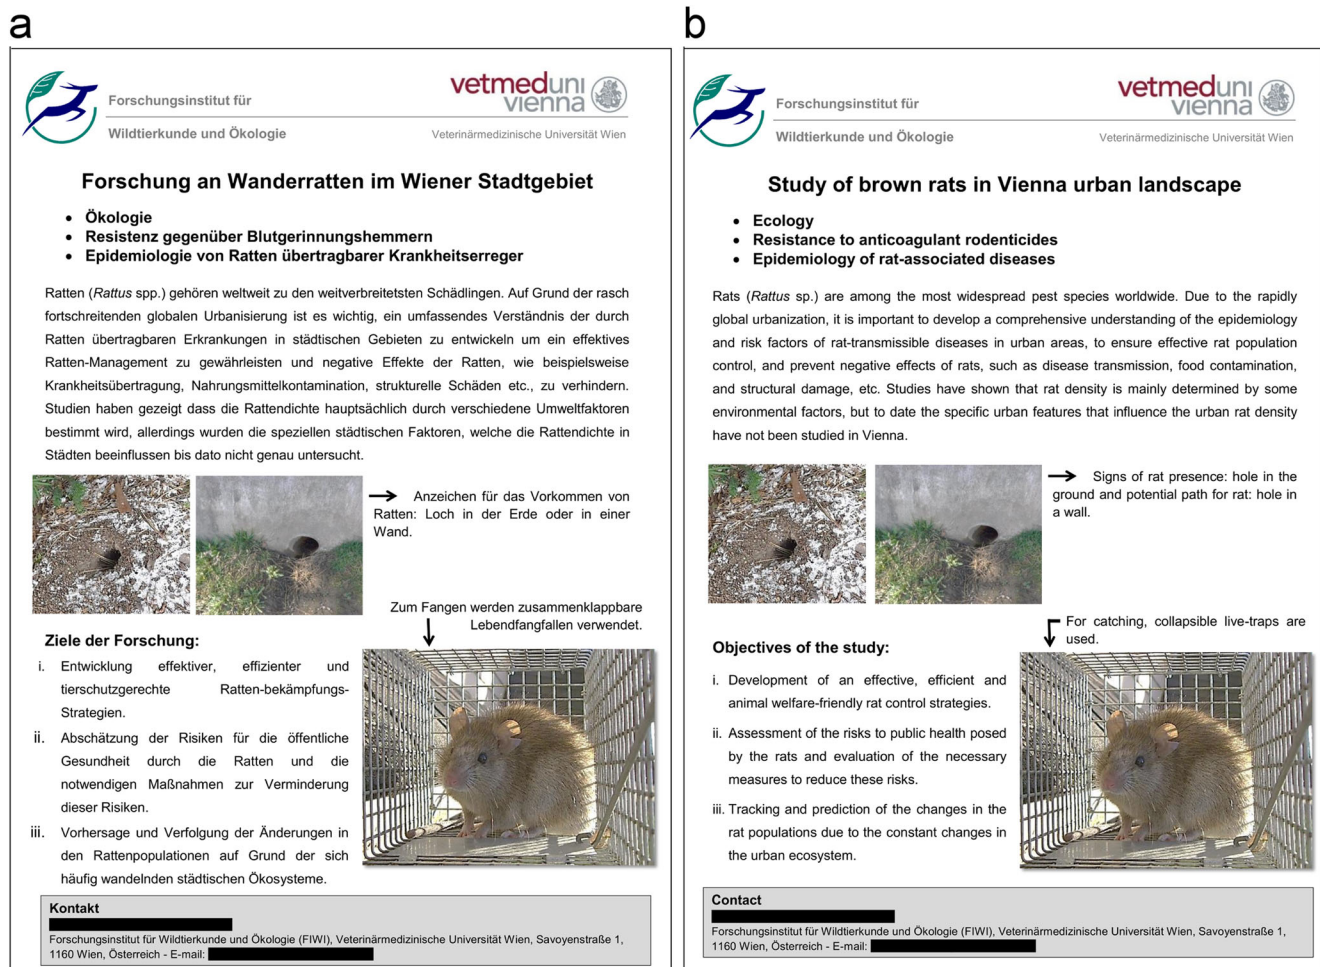 a
Forschungsinstitut für
Wildtierkunde und Ökologie
vetmeduni
vienna
Veterinärmedizinische Universität Wien
Forschung an Wanderratten im Wiener Stadtgebiet
• Ökologie
• Resistenz gegenüber Blutgerinnungshemmern
• Epidemiologie von Ratten übertragbarer Krankheitserreger
Ratten (Rattus spp.) gehören weltweit zu den weitverbreitetsten Schädlingen. Auf Grund der rasch
fortschreitenden globalen Urbanisierung ist es wichtig, ein umfassendes Verständnis der durch
Ratten übertragbaren Erkrankungen in städtischen Gebieten zu entwickeln um ein effektives
Ratten-Management zu gewährleisten und negative Effekte der Ratten, wie beispielsweise
Krankheitsübertragung, Nahrungsmittelkontamination, strukturelle Schäden etc., zu verhindern.
Studien haben gezeigt dass die Rattendichte hauptsächlich durch verschiedene Umweltfaktoren
bestimmt wird, allerdings wurden die speziellen städtischen Faktoren, welche die Rattendichte in
Städten beeinflussen bis dato nicht genau untersucht.
Anzeichen für das Vorkommen von
Ratten: Loch in der Erde oder in einer
Wand.
Zum Fangen werden zusammenklappbare
Lebendfangfallen verwendet.
Ziele der Forschung:
i. Entwicklung effektiver, effizienter und
tierschutzgerechte Ratten-bekämpfungs-
Strategien.
ii. Abschätzung der Risiken für die öffentliche
Gesundheit durch die Ratten und die
notwendigen Maßnahmen zur Verminderung
dieser Risiken.
iii. Vorhersage und Verfolgung der Änderungen in
den Rattenpopulationen auf Grund der sich
häufig wandelnden städtischen Ökosysteme.
Kontakt
Forschungsinstitut für Wildtierkunde und Ökologie (FIWI), Veterinärmedizinische Universität Wien, Savoyenstraße 1,
1160 Wien, Österreich - E-mail:
b
Forschungsinstitut für
Wildtierkunde und Ökologie
vetmeduni
vienna
Veterinärmedizinische Universität Wien
Study of brown rats in Vienna urban landscape
• Ecology
• Resistance to anticoagulant rodenticides
• Epidemiology of rat-associated diseases
Rats (Rattus sp.) are among the most widespread pest species worldwide. Due to the rapidly
global urbanization, it is important to develop a comprehensive understanding of the epidemiology
and risk factors of rat-transmissible diseases in urban areas, to ensure effective rat population
control, and prevent negative effects of rats, such as disease transmission, food contamination,
and structural damage, etc. Studies have shown that rat density is mainly determined by some
environmental factors, but to date the specific urban features that influence the urban rat density
have not been studied in Vienna.
Signs of rat presence: hole in the
ground and potential path for rat: hole in
a wall.
For catching, collapsible live-traps are
used.
Objectives of the study:
i. Development of an effective, efficient and
animal welfare-friendly rat control strategies.
ii. Assessment of the risks to public health posed
by the rats and evaluation of the necessary
measures to reduce these risks.
iii. Tracking and prediction of the changes in the
rat populations due to the constant changes in
the urban ecosystem.
Contact
Forschungsinstitut für Wildtierkunde und Ökologie (FIWI), Veterinärmedizinische Universität Wien, Savoyenstraße 1,
1160 Wien, Österreich - E-mail: